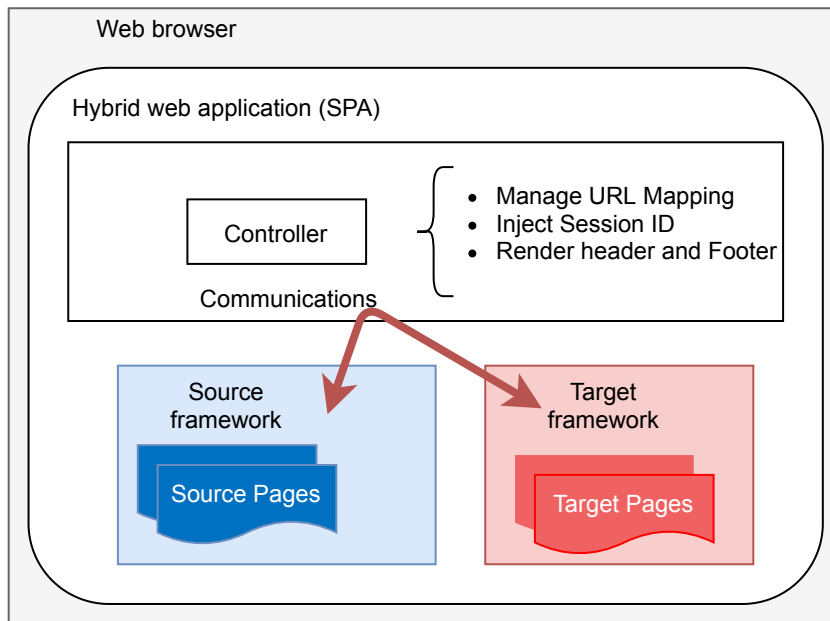 Web browser
Hybrid web application (SPA)
Controller
• Manage URL Mapping
• Inject Session ID
• Render header and Footer
Communications
Source
framework
Source Pages
Target
framework
Target Pages